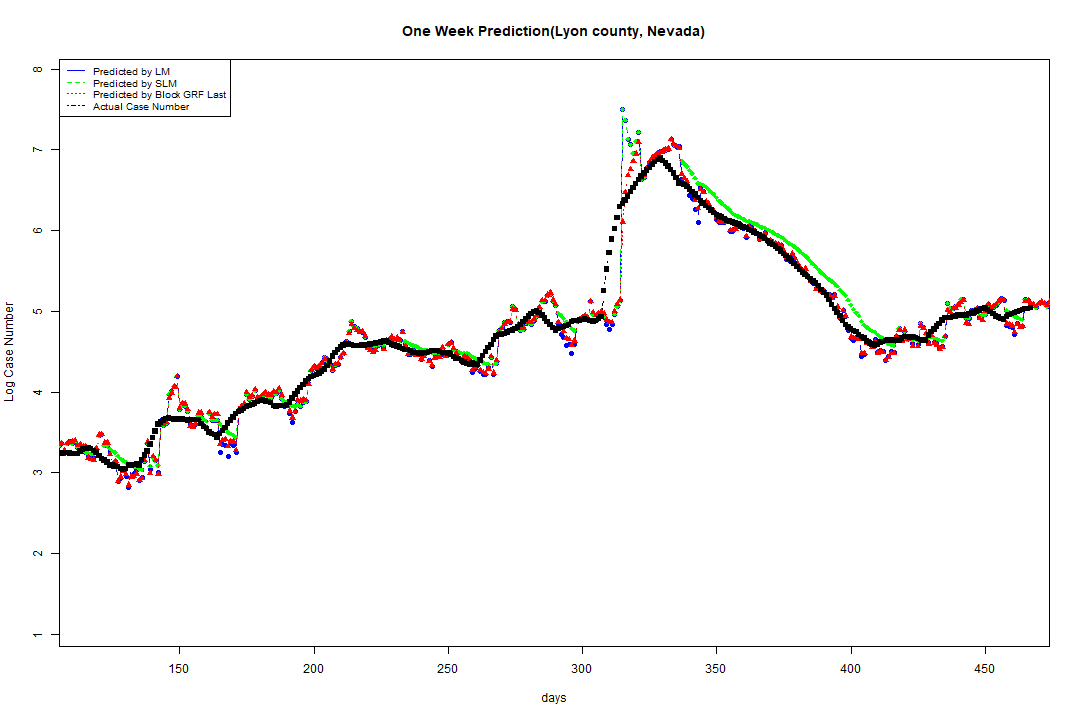 One Week Prediction(Lyon county, Nevada)
Predicted by LM
Predicted by SLM
Predicted by Block GRF Last
Actual Case Number
8
7
6
5
4
3
2
1
Log Case Number
150 200 250 300 350 400 450
days